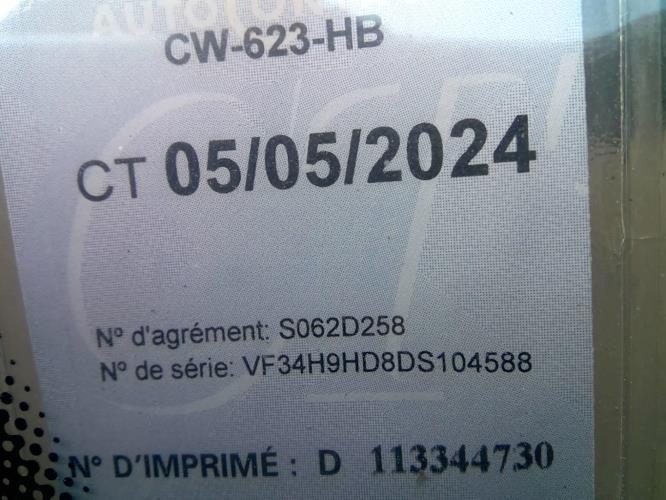 CW-623-HB
CT 05/05/2024
N° d'agrément: S062D258
N° de série: VF34H9HD8DS104588
N° D'IMPRIMÉ : D 113344730